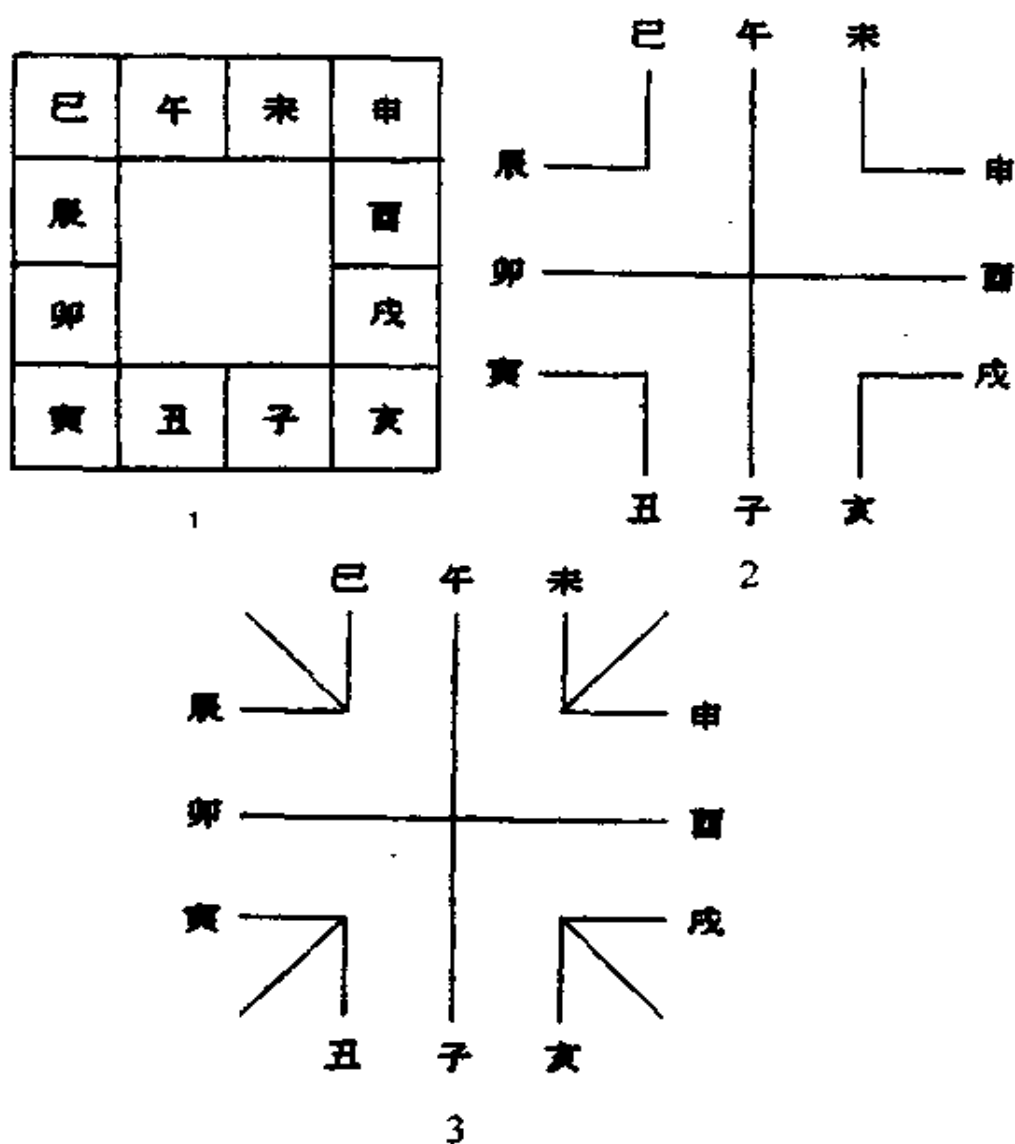 巳 午 未 申
辰 酉
卯 戌
寅 丑 子 亥
1
巳 午 未
辰 申
卯 酉
寅 戌
丑 子 亥
2
巳 午 未
辰 申
卯 酉
寅 戌
丑 子 亥
3